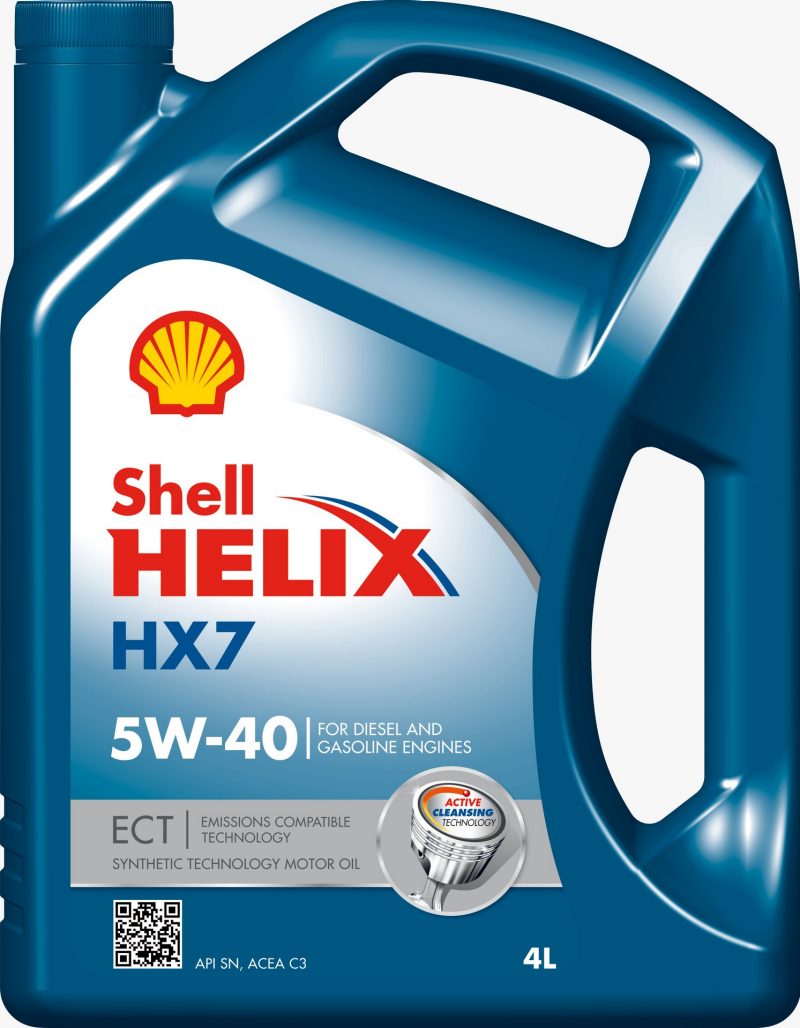 Shell
HELIX
HX7
5W-40
FOR DIESEL AND
GASOLINE ENGINES
ECT
EMISSIONS COMPATIBLE
TECHNOLOGY
SYNTHETIC TECHNOLOGY MOTOR OIL
ACTIVE
CLEANSING
TECHNOLOGY
API SN, ACEA C3
4L